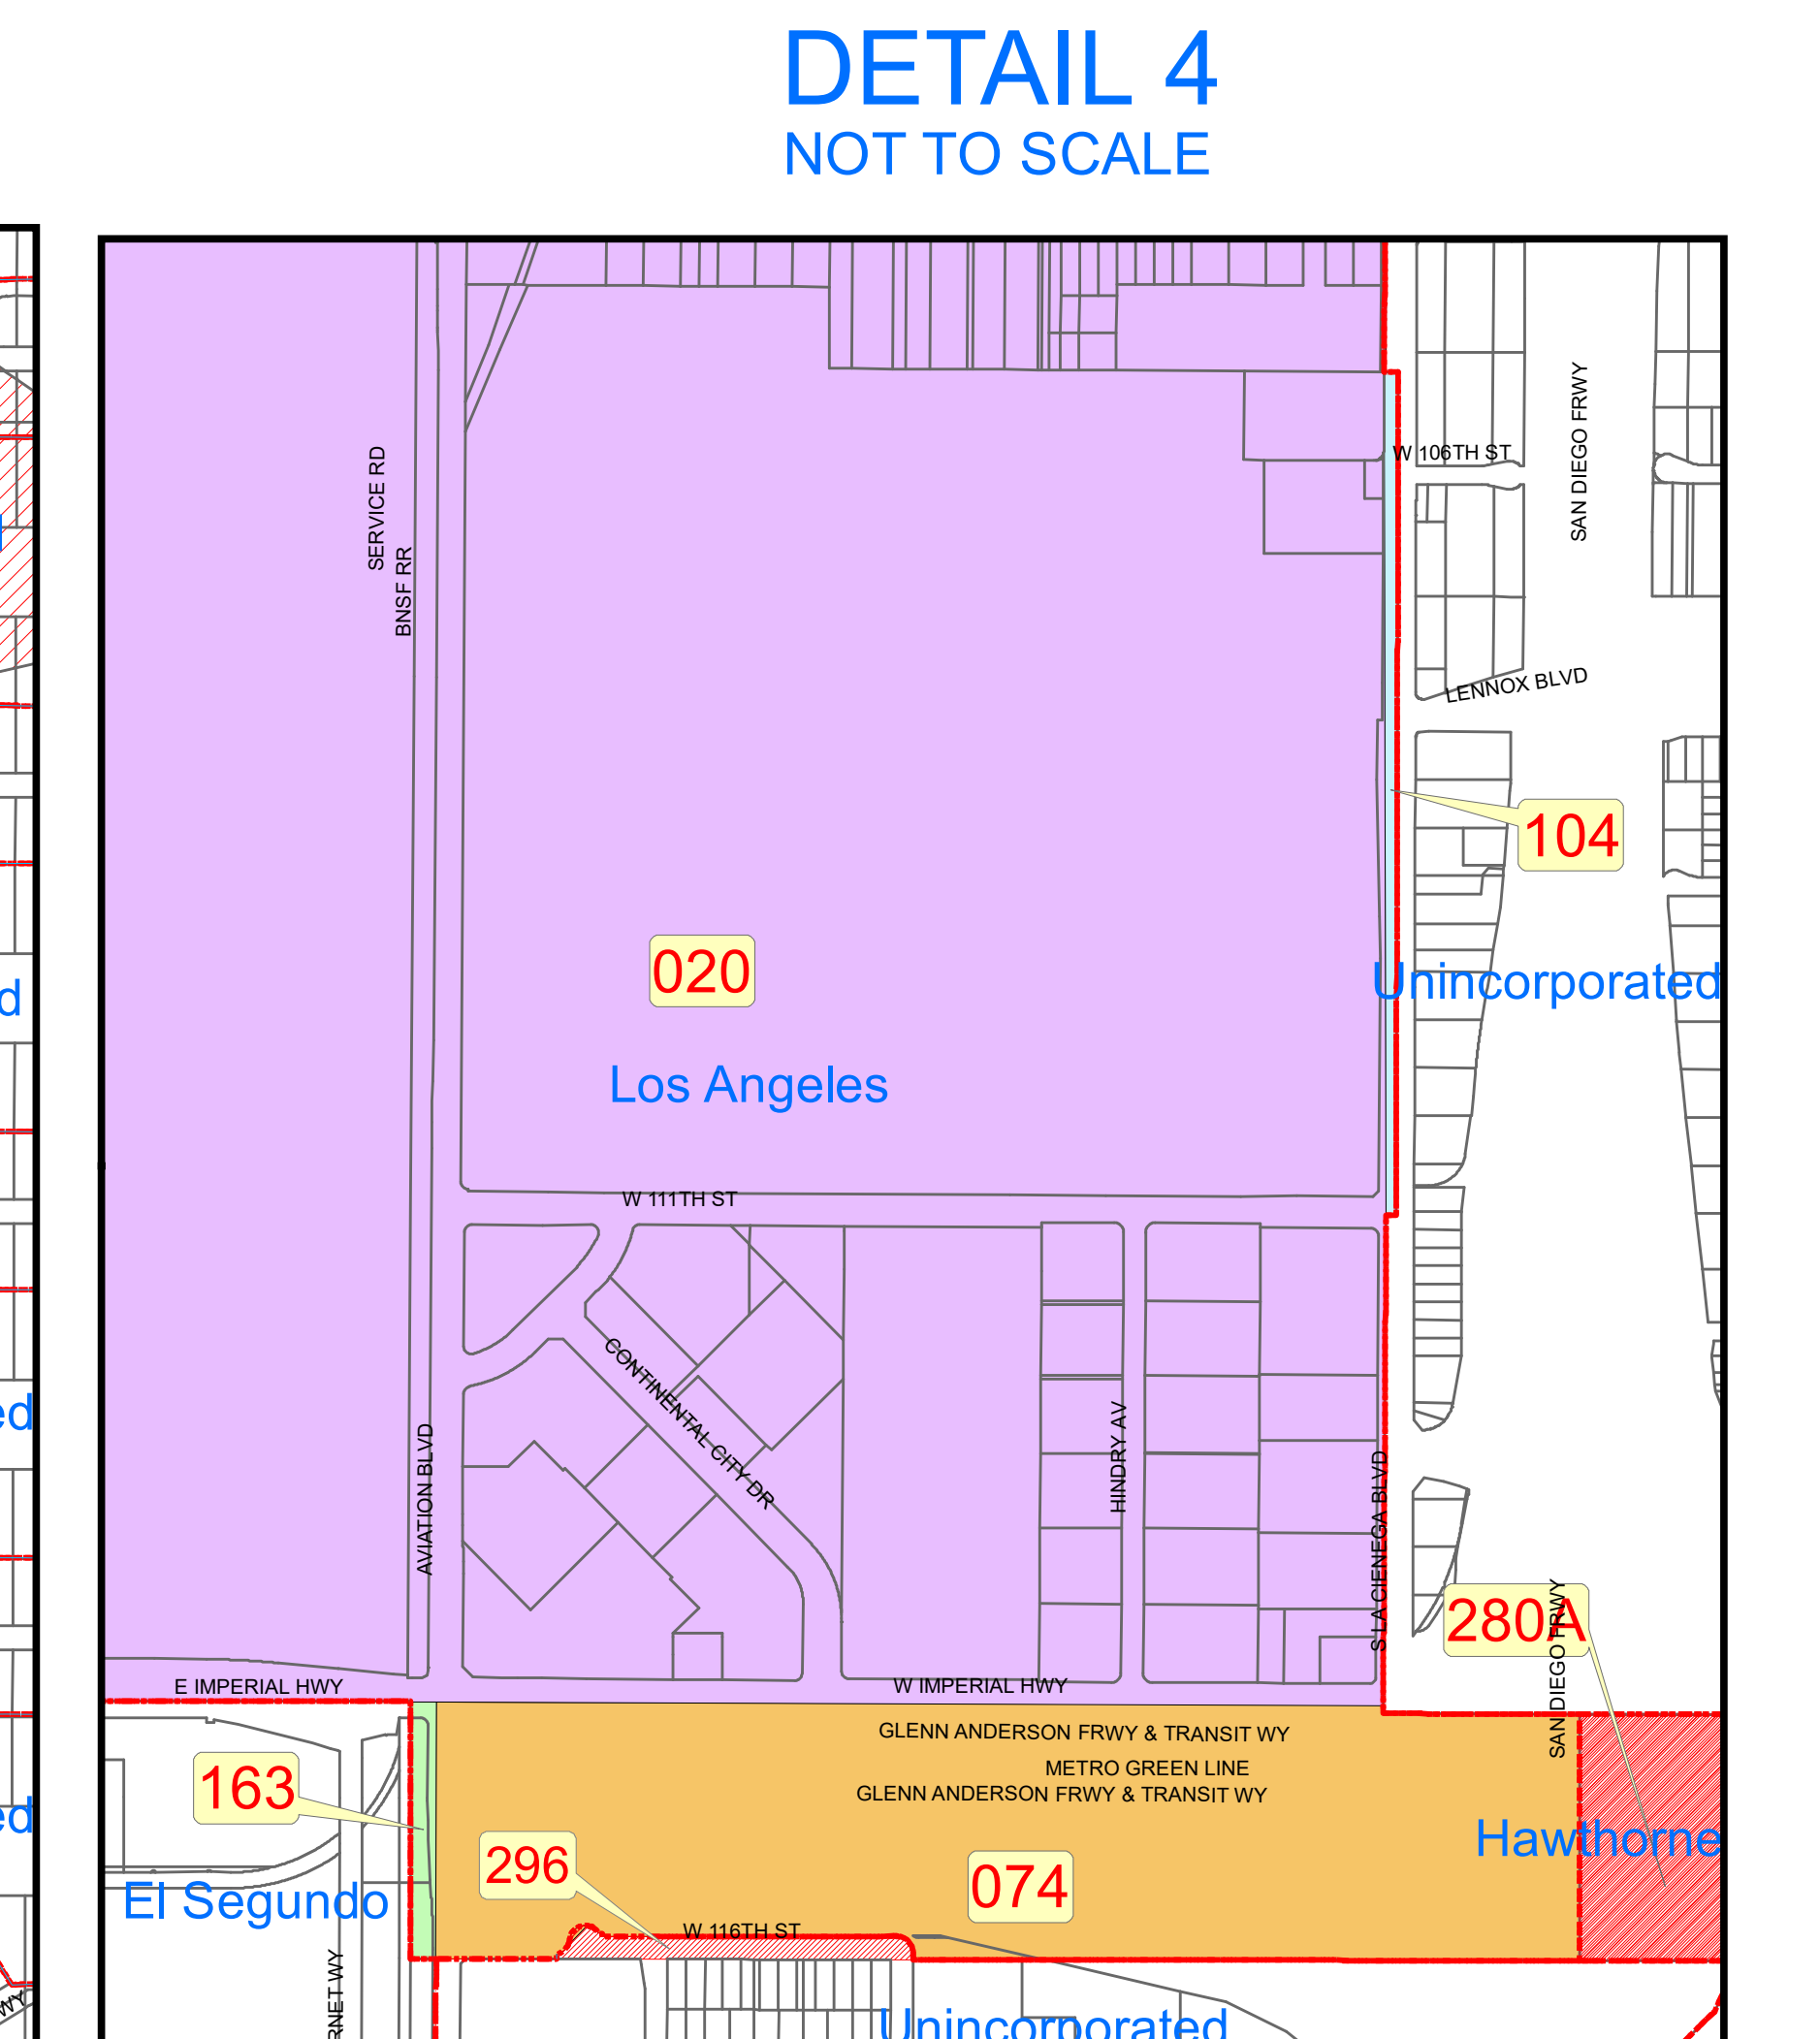 DETAIL 4
NOT TO SCALE
SERVICE RD
BNSF RR
W 106TH ST
SAN DIEGO FRWY
LENNOX BLVD
104
020
Unincorporated
Los Angeles
W 111TH ST
CONTINENTAL CITY DR
AVIATION BLVD
HINDRY AV
S LA CIENEGA BLVD
280A
SAN DIEGO FRWY
E IMPERIAL HWY
W IMPERIAL HWY
GLENN ANDERSON FRWY & TRANSIT WY
METRO GREEN LINE
GLENN ANDERSON FRWY & TRANSIT WY
163
Hawthorne
296
074
El Segundo
W 116TH ST
Unincorporated